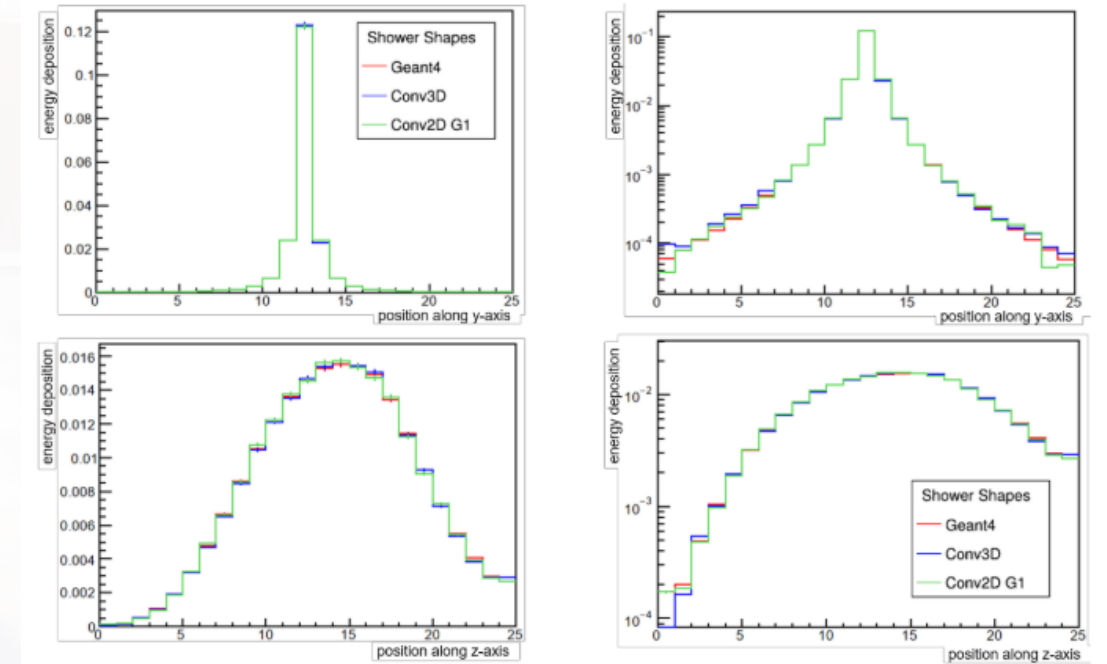 energy deposition
0.12
0.1
0.08
0.06
0.04
0.02
0
Shower Shapes
Geant4
Conv3D
Conv2D G1
0 5 10 15 20 25
position along y-axis
energy deposition
10⁻¹
10⁻²
10⁻³
10⁻⁴
0 5 10 15 20 25
position along y-axis
energy deposition
0.016
0.014
0.012
0.01
0.008
0.006
0.004
0.002
0
0 5 10 15 20 25
position along z-axis
energy deposition
10⁻²
10⁻³
10⁻⁴
Shower Shapes
Geant4
Conv3D
Conv2D G1
0 5 10 15 20 25
position along z-axis